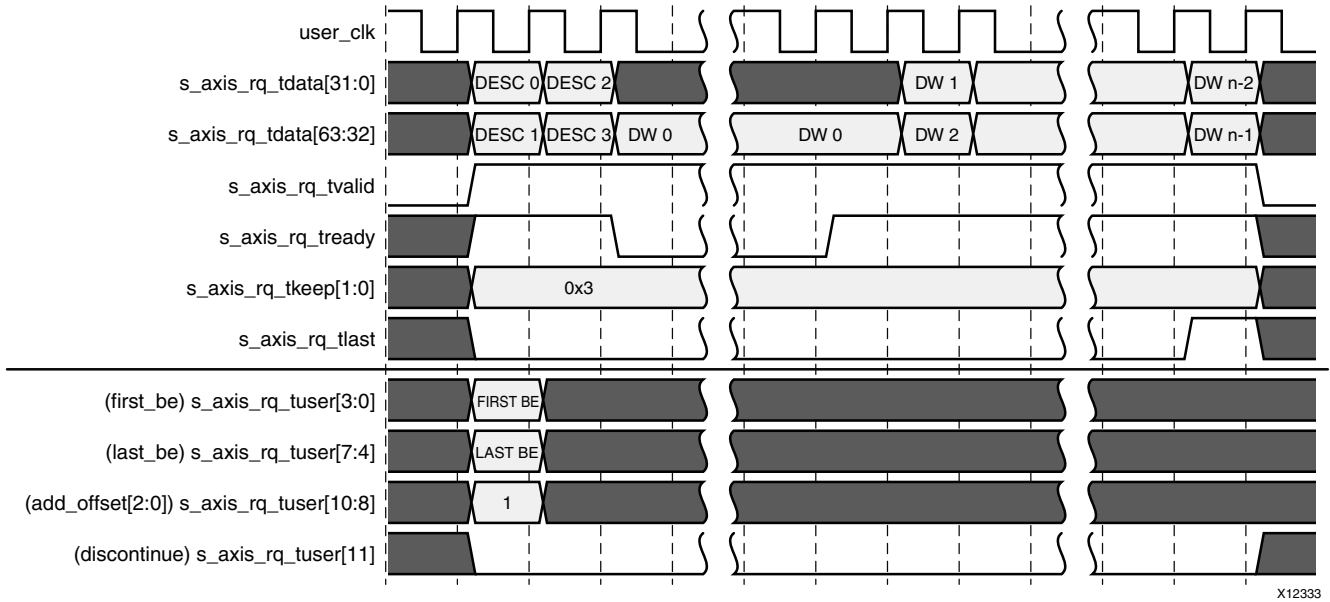 user_clk
s_axis_rq_tdata[31:0] DESC 0 DESC 2 DW 1 DW n-2
s_axis_rq_tdata[63:32] DESC 1 DESC 3 DW 0 DW 0 DW 2 DW n-1
s_axis_rq_tvalid
s_axis_rq_tready
s_axis_rq_tkeep[1:0] 0x3
s_axis_rq_tlast
(first_be) s_axis_rq_tuser[3:0] FIRST BE
(last_be) s_axis_rq_tuser[7:4] LAST BE
(add_offset[2:0]) s_axis_rq_tuser[10:8] 1
(discontinue) s_axis_rq_tuser[11]
X12333